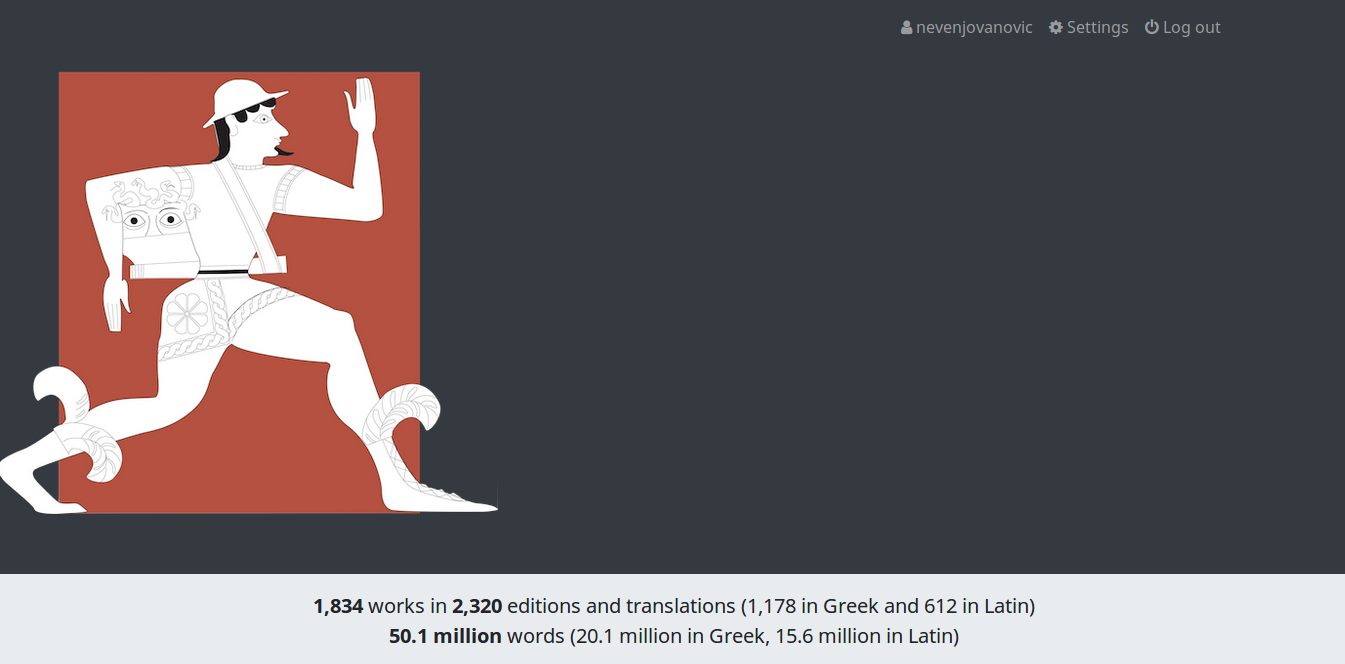 nevenjovanovic Settings Log out
1,834 works in 2,320 editions and translations (1,178 in Greek and 612 in Latin)
50.1 million words (20.1 million in Greek, 15.6 million in Latin)